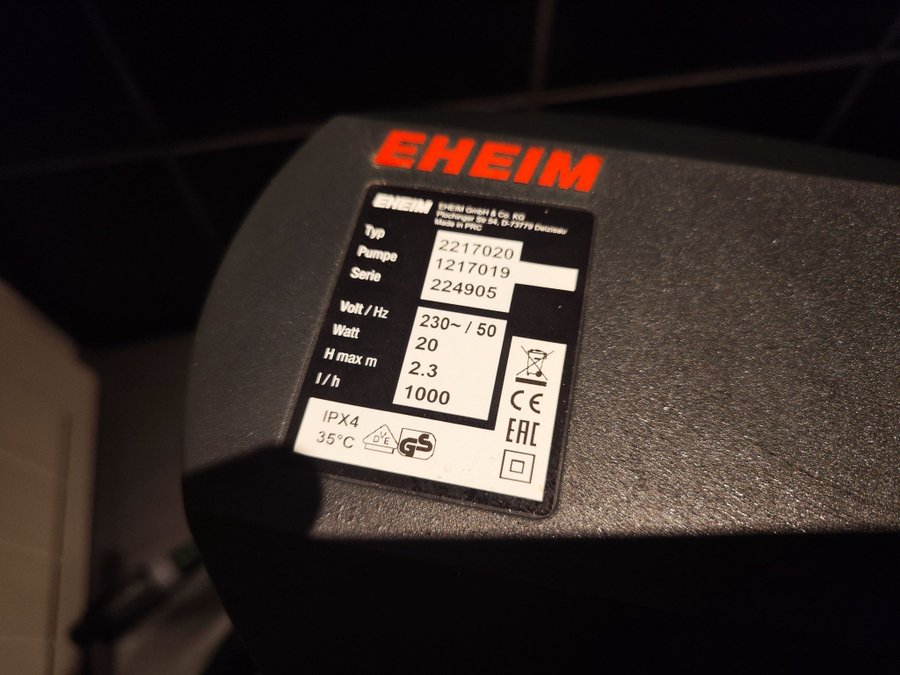 EHEIM
EHEIM EHEIM GmbH & Co. KG
Plochinger Str 54, D-73779 Deizisau
Made in PRC
Typ 2217020
Pumpe 1217019
Serie 224905
Volt / Hz 230~ / 50
Watt 20
H max m 2.3
l / h 1000
IPX4
35°C
VDE
GS
CE
EAC